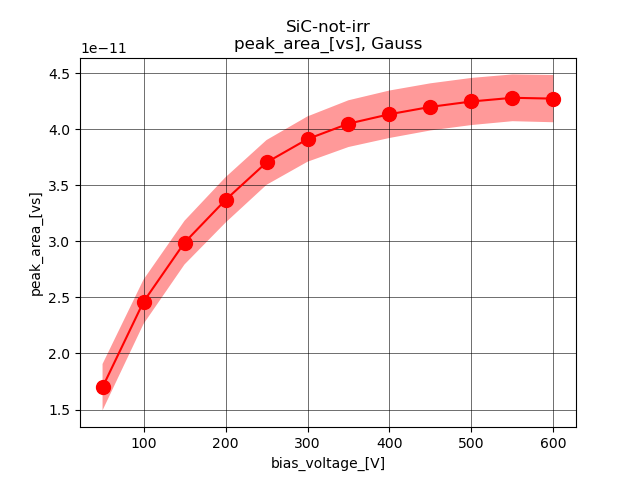 SiC-not-irr
peak_area_[vs], Gauss
1e−11
4.5
4.0
3.5
3.0
2.5
2.0
1.5
peak_area_[vs]
100 200 300 400 500 600
bias_voltage_[V]